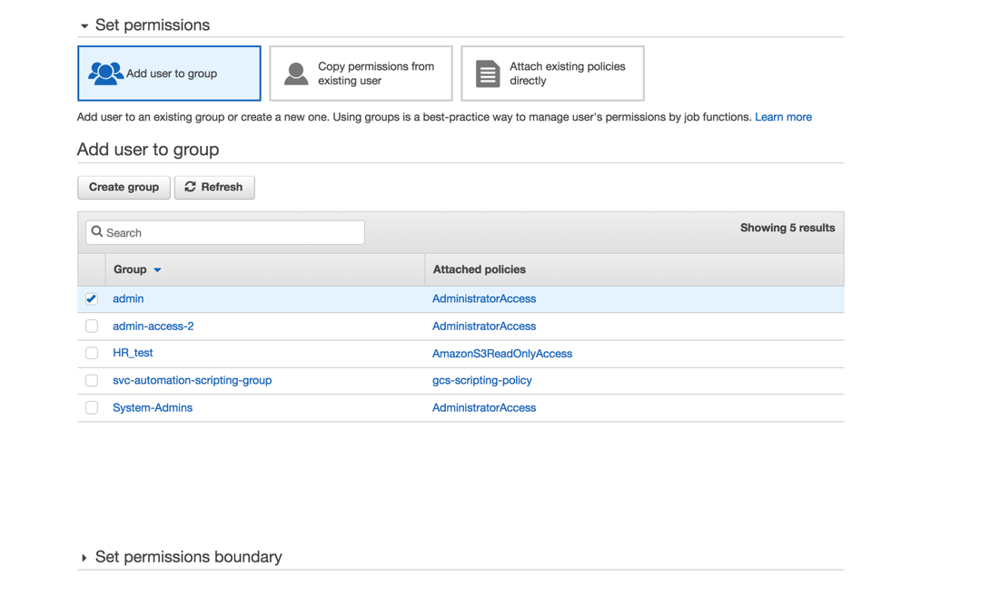 Set permissions
Add user to group
Copy permissions from
existing user
Attach existing policies
directly
Add user to an existing group or create a new one. Using groups is a best-practice way to manage user's permissions by job functions. Learn more
Add user to group
Create group
Refresh
Search
Showing 5 results
Group
Attached policies
admin
AdministratorAccess
admin-access-2
AdministratorAccess
HR_test
AmazonS3ReadOnlyAccess
svc-automation-scripting-group
gcs-scripting-policy
System-Admins
AdministratorAccess
Set permissions boundary